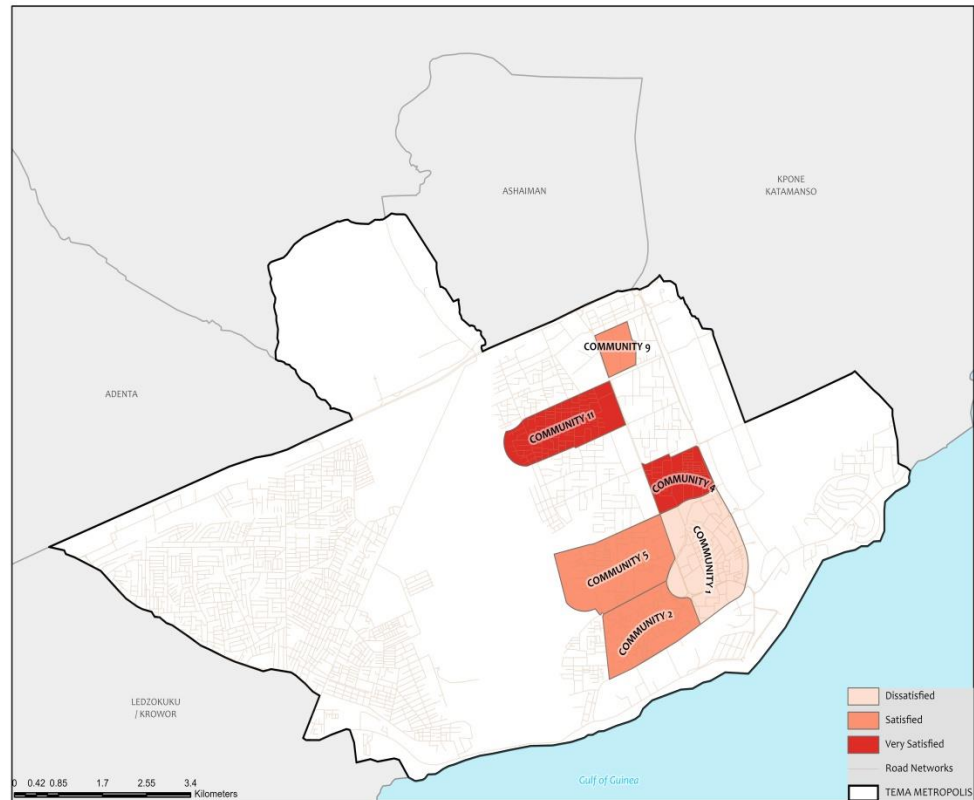 ASHAIMAN
KPONE
KATAMANSO
COMMUNITY 9
ADENTA
COMMUNITY 11
COMMUNITY 4
COMMUNITY 5
COMMUNITY 1
COMMUNITY 2
LEDZOKUKU
/ KROWOR
Gulf of Guinea
0 0.42 0.85 1.7 2.55 3.4
Kilometers
Dissatisfied
Satisfied
Very Satisfied
Road Networks
TEMA METROPOLIS